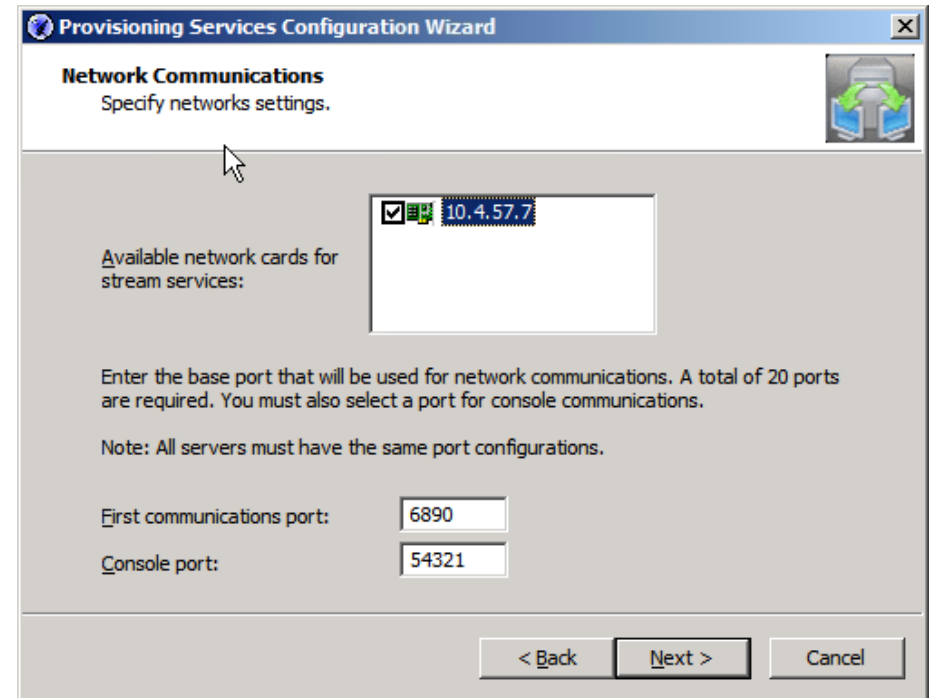 Provisioning Services Configuration Wizard
Network Communications
Specify networks settings.
10.4.57.7
Available network cards for
stream services:
Enter the base port that will be used for network communications. A total of 20 ports
are required. You must also select a port for console communications.
Note: All servers must have the same port configurations.
First communications port: 6890
Console port: 54321
< Back Next > Cancel